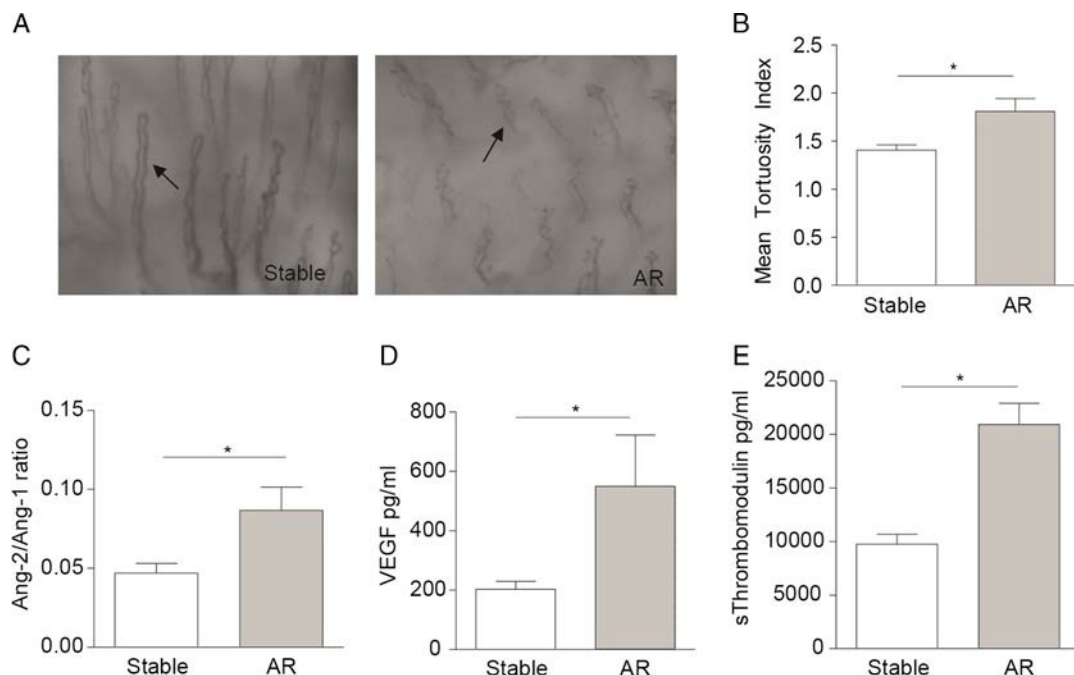 A
Stable
AR
B
Mean Tortuosity Index
2.5
2.0
1.5
1.0
0.5
0.0
*
Stable
AR
C
Ang-2/Ang-1 ratio
0.15
0.10
0.05
0.00
*
Stable
AR
D
VEGF pg/ml
800
600
400
200
0
*
Stable
AR
E
sThrombomodulin pg/ml
25000
20000
15000
10000
5000
0
*
Stable
AR